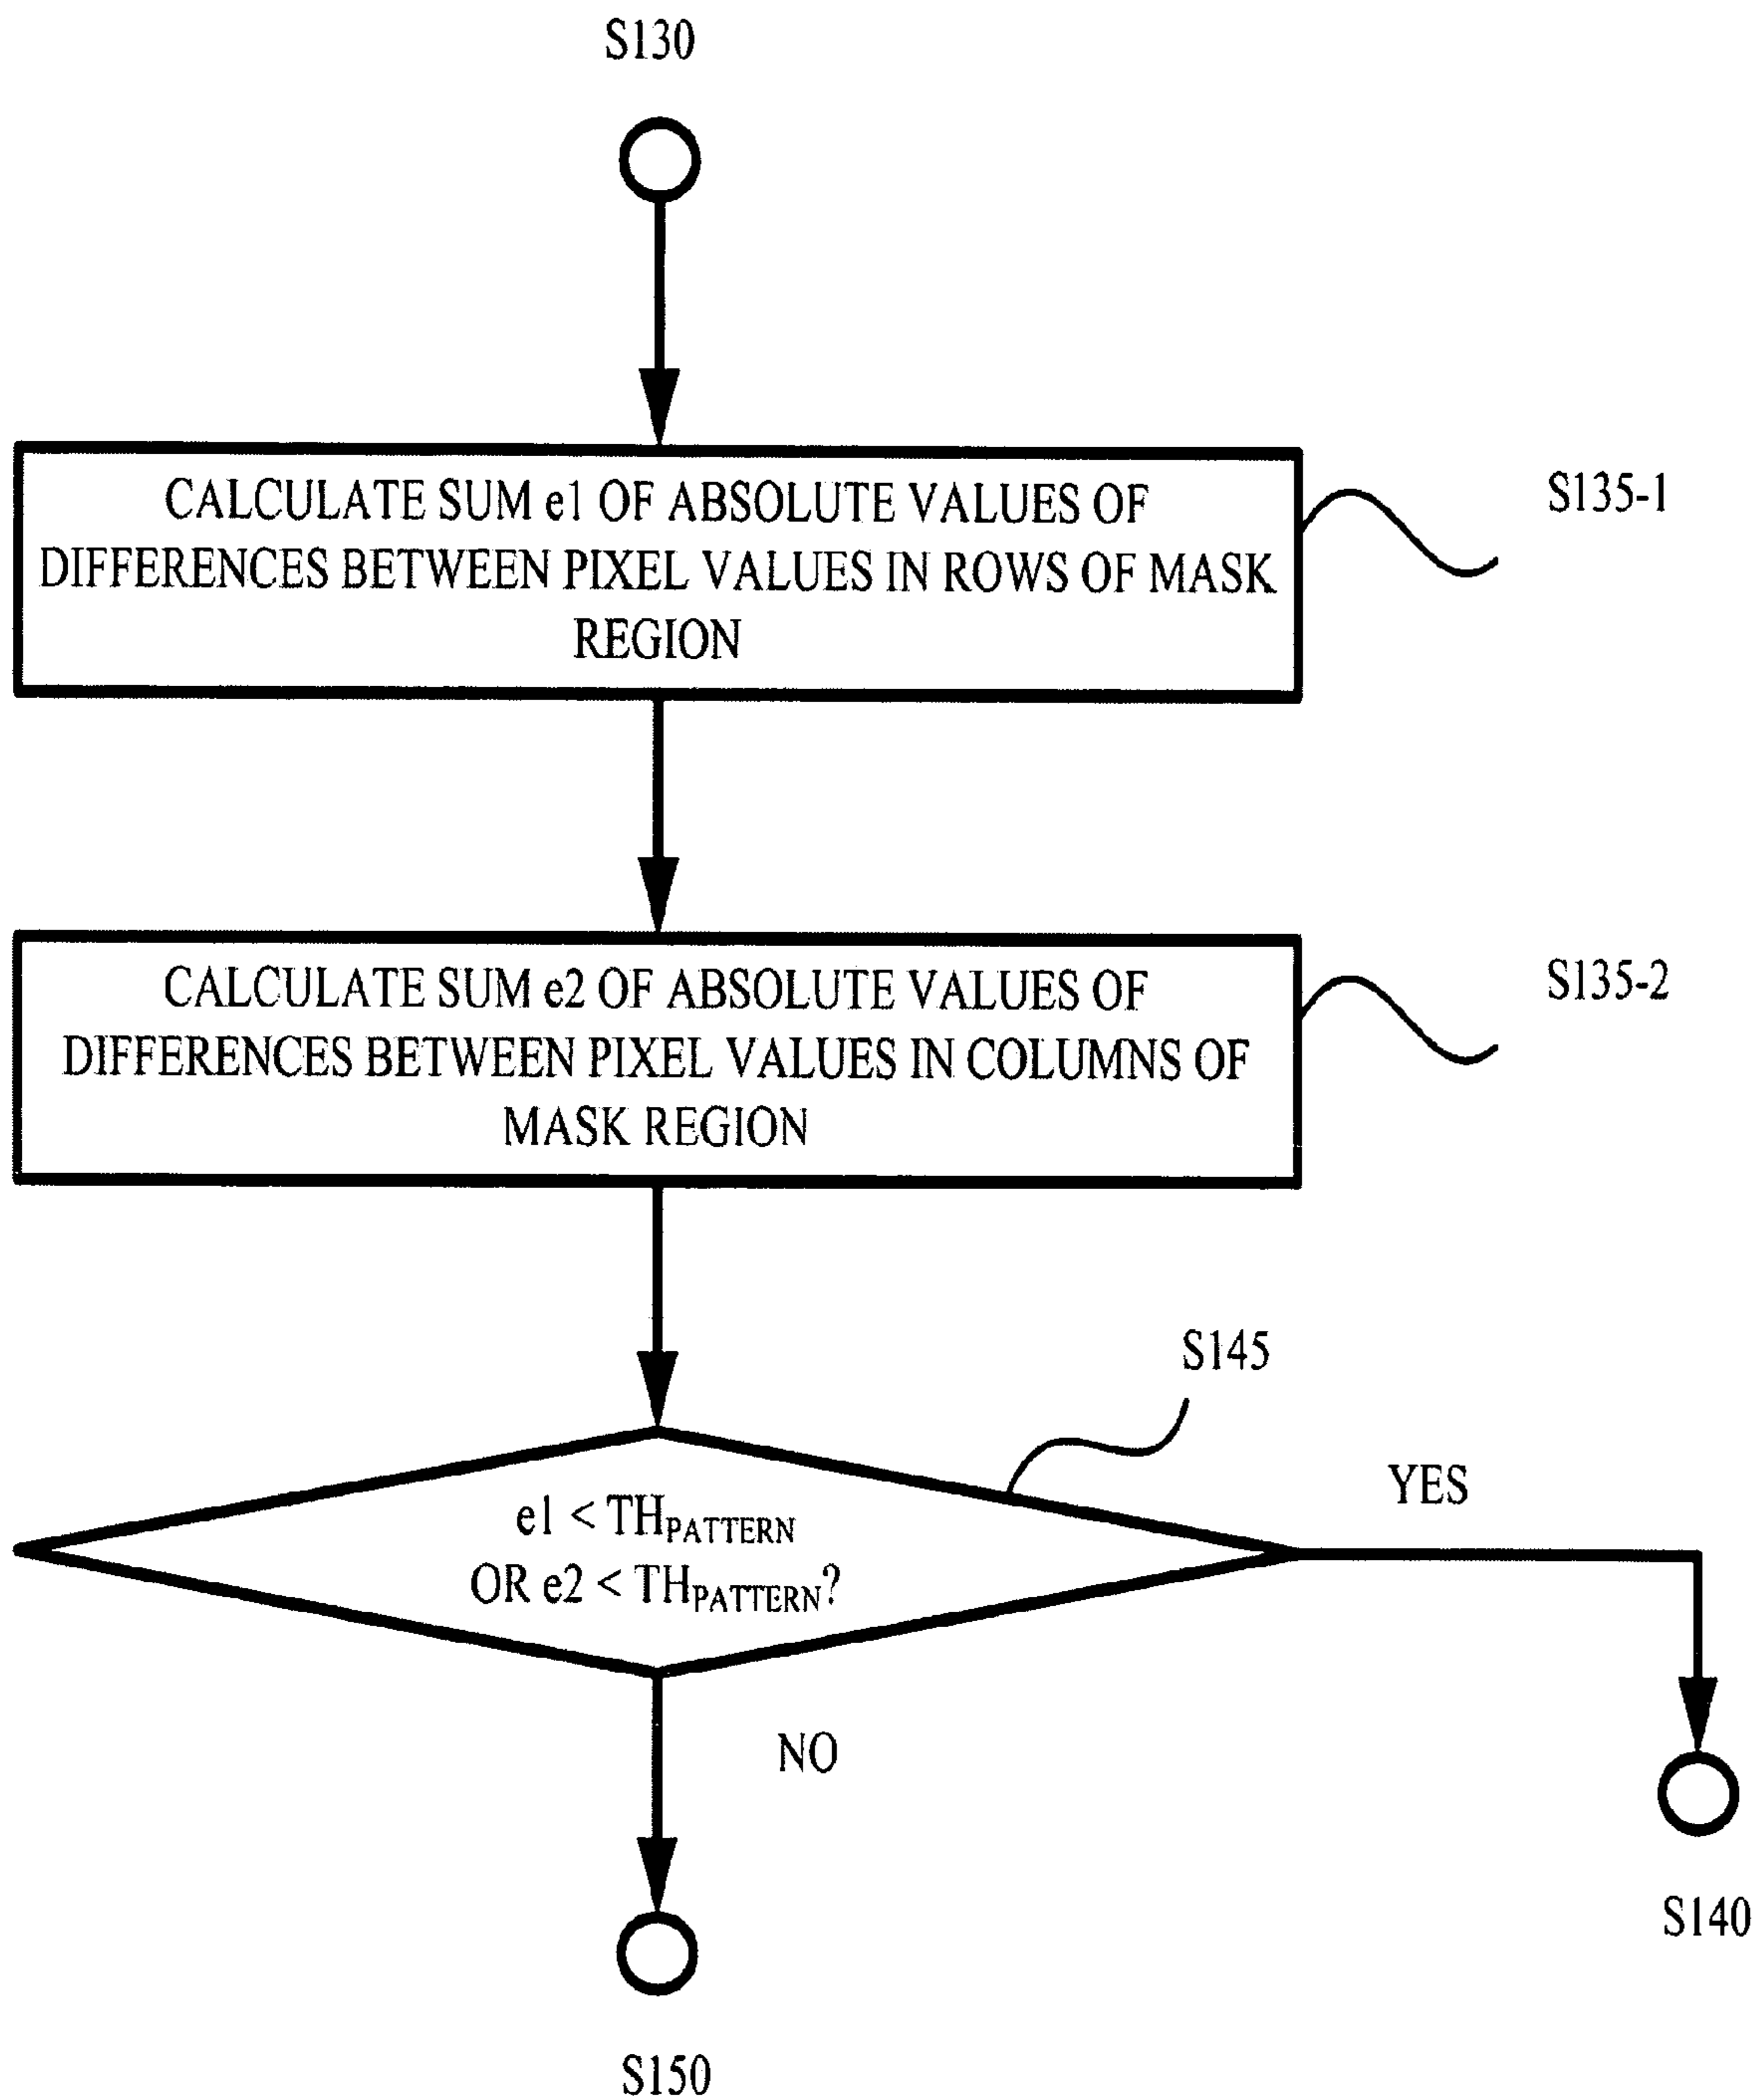 S130
CALCULATE SUM e1 OF ABSOLUTE VALUES OF
DIFFERENCES BETWEEN PIXEL VALUES IN ROWS OF MASK
REGION
S135-1
CALCULATE SUM e2 OF ABSOLUTE VALUES OF
DIFFERENCES BETWEEN PIXEL VALUES IN COLUMNS OF
MASK REGION
S135-2
S145
e1 < TH_PATTERN
OR e2 < TH_PATTERN?
YES
NO
S140
S150